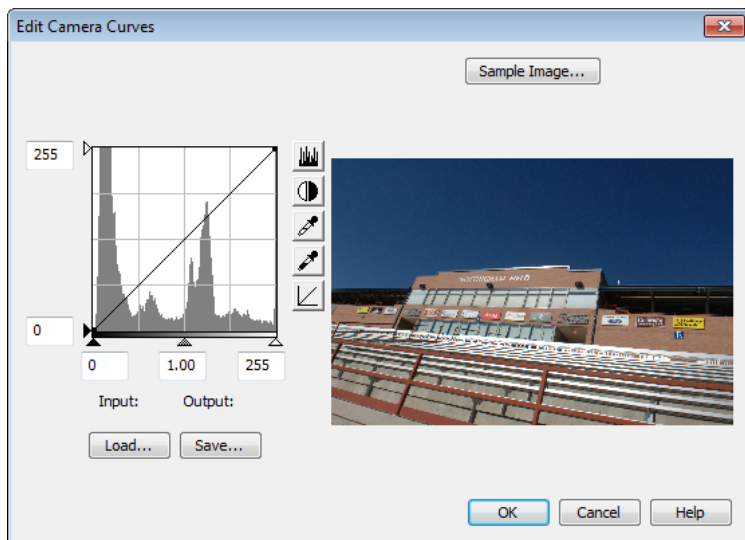 Edit Camera Curves
Sample Image...
255
0
0 1.00 255
Input: Output:
Load... Save...
OK Cancel Help